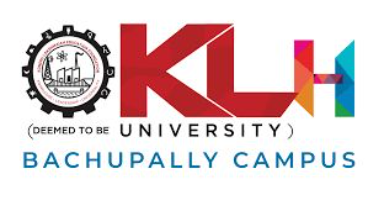 KLH
(DEEMED TO BE UNIVERSITY)
BACHUPALLY CAMPUS